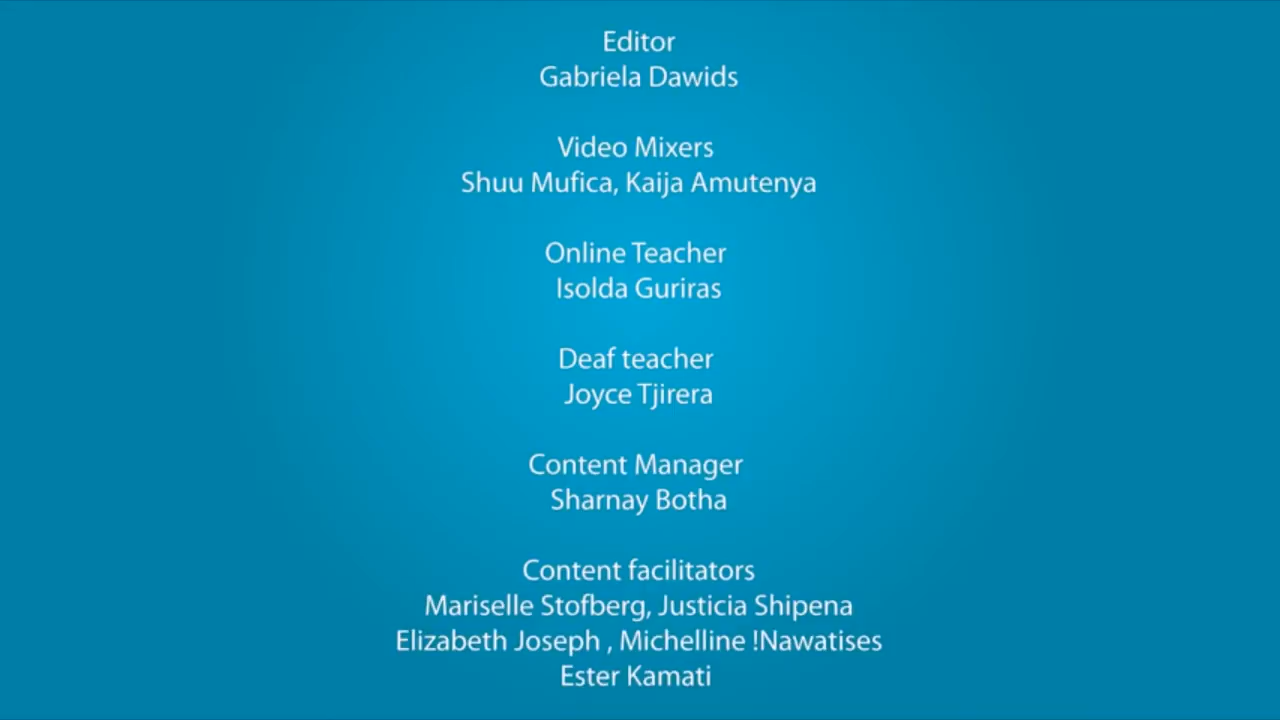 Editor
Gabriela Dawids
Video Mixers
Shuu Mufica, Kaija Amutenya
Online Teacher
Isolda Guriras
Deaf teacher
Joyce Tjirera
Content Manager
Sharnay Botha
Content facilitators
Mariselle Stofberg, Justicia Shipena
Elizabeth Joseph , Michelline !Nawatises
Ester Kamati